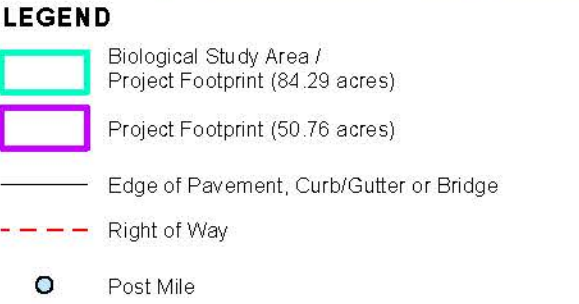 LEGEND
Biological Study Area /
Project Footprint (84.29 acres)
Project Footprint (50.76 acres)
Edge of Pavement, Curb/Gutter or Bridge
Right of Way
Post Mile